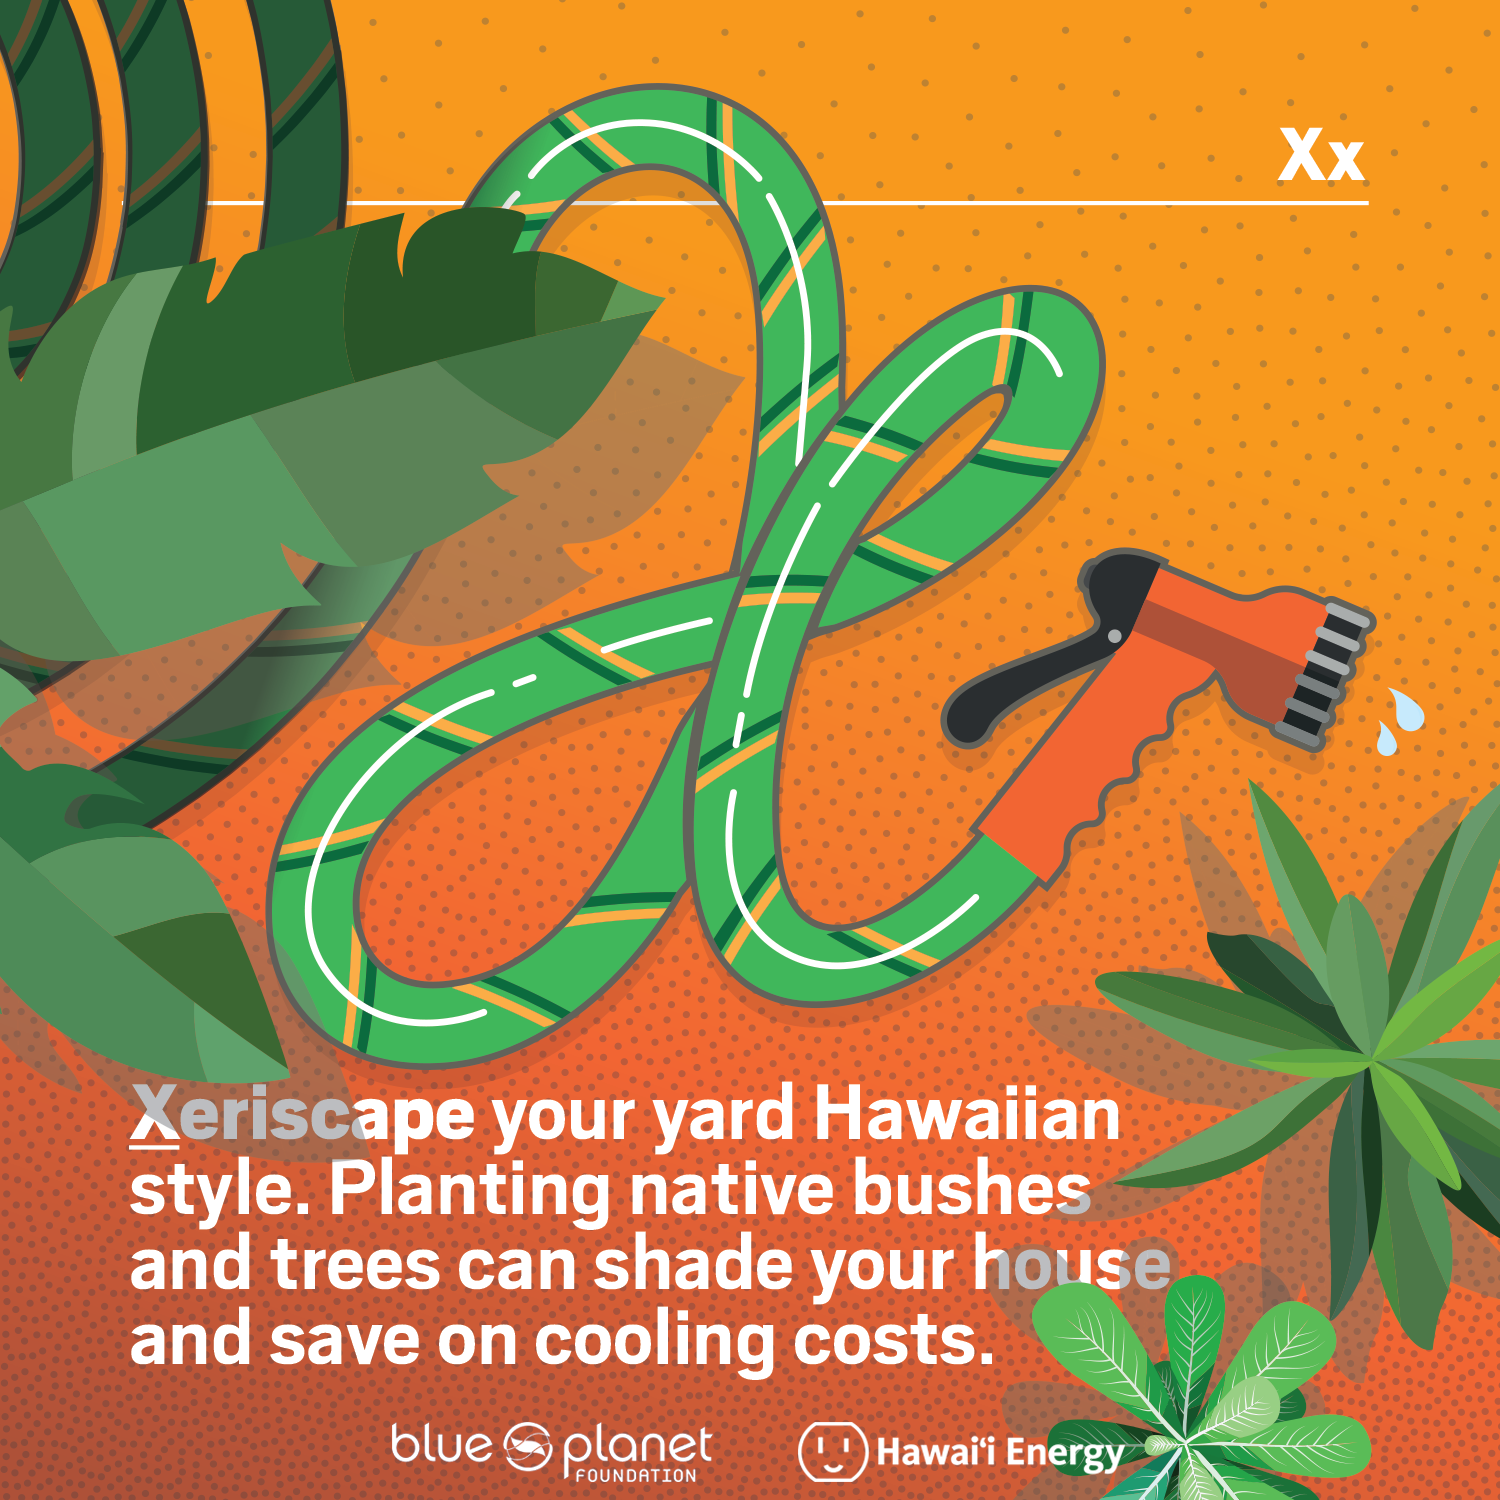 Xx
Xeriscape your yard Hawaiian
style. Planting native bushes
and trees can shade your house
and save on cooling costs.
blue planet
FOUNDATION
Hawai‘i Energy